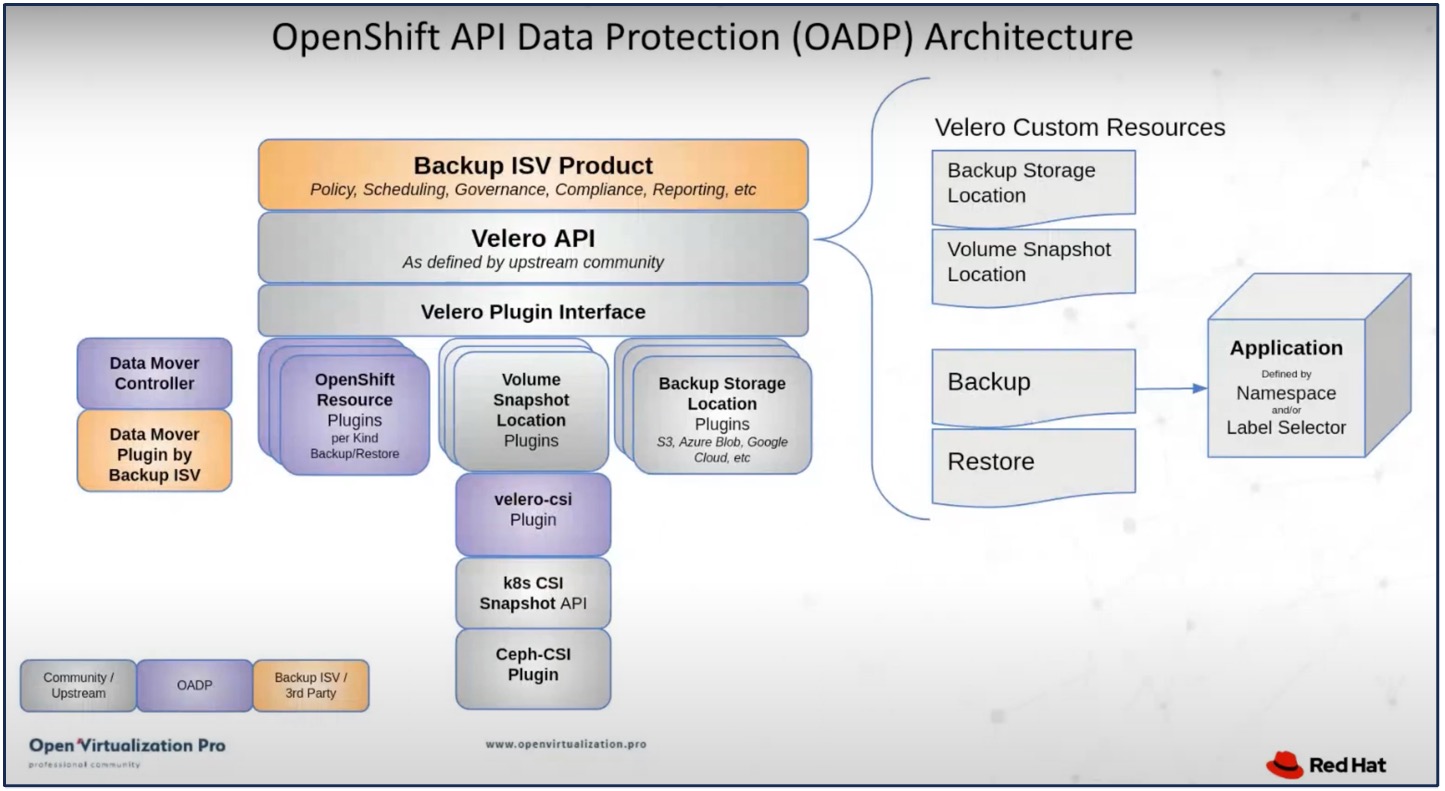 OpenShift API Data Protection (OADP) Architecture
Velero Custom Resources
Backup ISV Product
Policy, Scheduling, Governance, Compliance, Reporting, etc
Velero API
As defined by upstream community
Velero Plugin Interface
Data Mover
Controller
Data Mover
Plugin by
Backup ISV
OpenShift
Resource
Plugins
per Kind
Backup/Restore
Volume
Snapshot
Location
Plugins
Backup Storage
Location
Plugins
S3, Azure Blob, Google
Cloud, etc
velero-csi
Plugin
k8s CSI
Snapshot API
Ceph-CSI
Plugin
Backup Storage
Location
Volume Snapshot
Location
Backup
Restore
Application
Defined by
Namespace
and/or
Label Selector
Community /
Upstream
OADP
Backup ISV /
3rd Party
Open Virtualization Pro
professional community
www.openvirtualization.pro
Red Hat